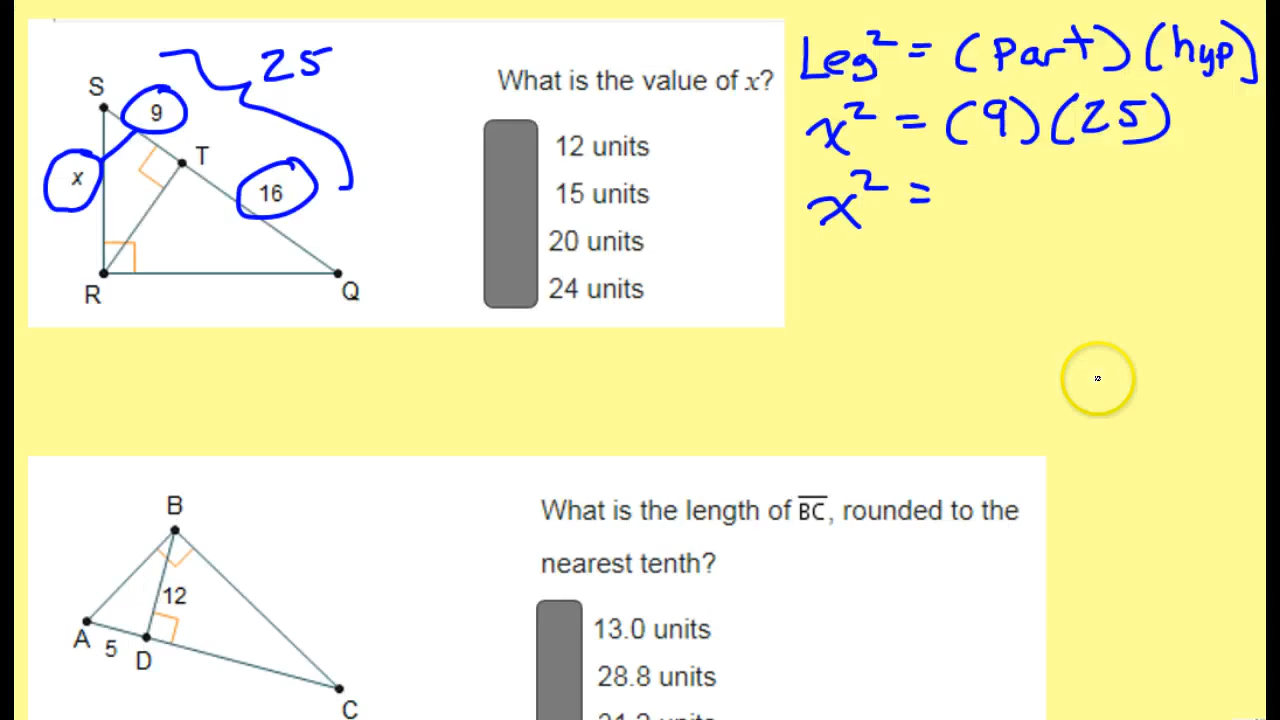 25
Leg² = (Part)(hyp)
x² = (9)(25)
x² =
S
9
T
x
16
R
Q
What is the value of x?
12 units
15 units
20 units
24 units
B
12
A
5
D
C
What is the length of B̅C̅, rounded to the
nearest tenth?
13.0 units
28.8 units